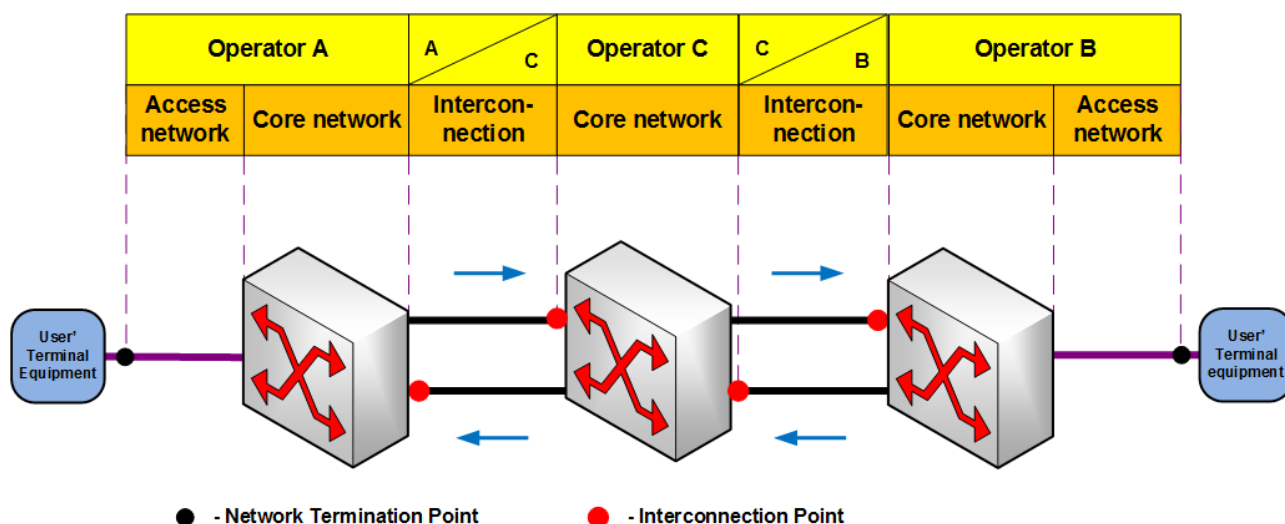 Operator A
A
C
Operator C
C
B
Operator B
Access
network
Core network
Intercon-
nection
Core network
Intercon-
nection
Core network
Access
network
User'
Terminal
Equipment
User'
Terminal
equipment
- Network Termination Point
- Interconnection Point